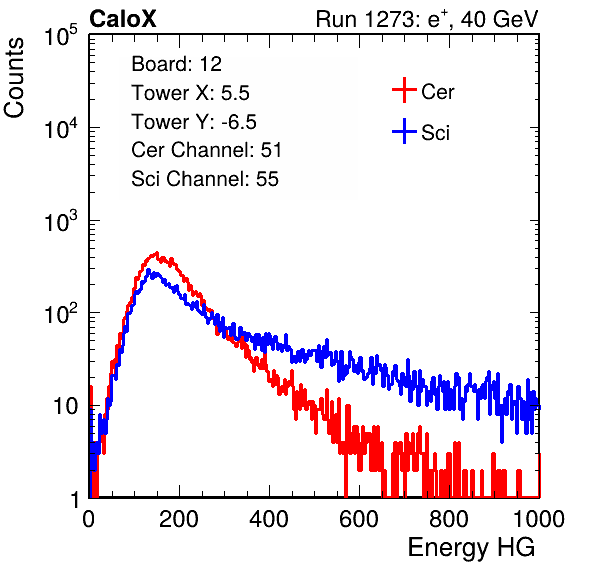 CaloX Run 1273: e⁺, 40 GeV
Counts
Board: 12
Tower X: 5.5
Tower Y: -6.5
Cer Channel: 51
Sci Channel: 55
Cer
Sci
10⁵
10⁴
10³
10²
10
1
0 200 400 600 800 1000
Energy HG